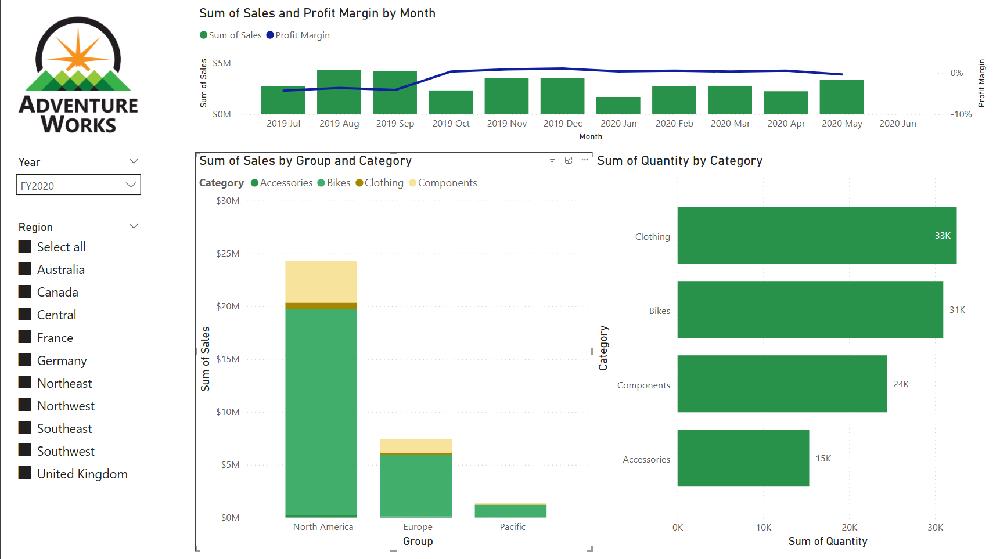 ADVENTURE
WORKS
Year
FY2020
Region
Select all
Australia
Canada
Central
France
Germany
Northeast
Northwest
Southeast
Southwest
United Kingdom
Sum of Sales and Profit Margin by Month
Sum of Sales Profit Margin
Sum of Sales
$5M
$0M
0%
-10%
Profit Margin
2019 Jul 2019 Aug 2019 Sep 2019 Oct 2019 Nov 2019 Dec 2020 Jan 2020 Feb 2020 Mar 2020 Apr 2020 May 2020 Jun
Month
Sum of Sales by Group and Category
Category Accessories Bikes Clothing Components
Sum of Sales
$30M
$25M
$20M
$15M
$10M
$5M
$0M
North America Europe Pacific
Group
Sum of Quantity by Category
Category
Clothing 33K
Bikes 31K
Components 24K
Accessories 15K
0K 10K 20K 30K
Sum of Quantity